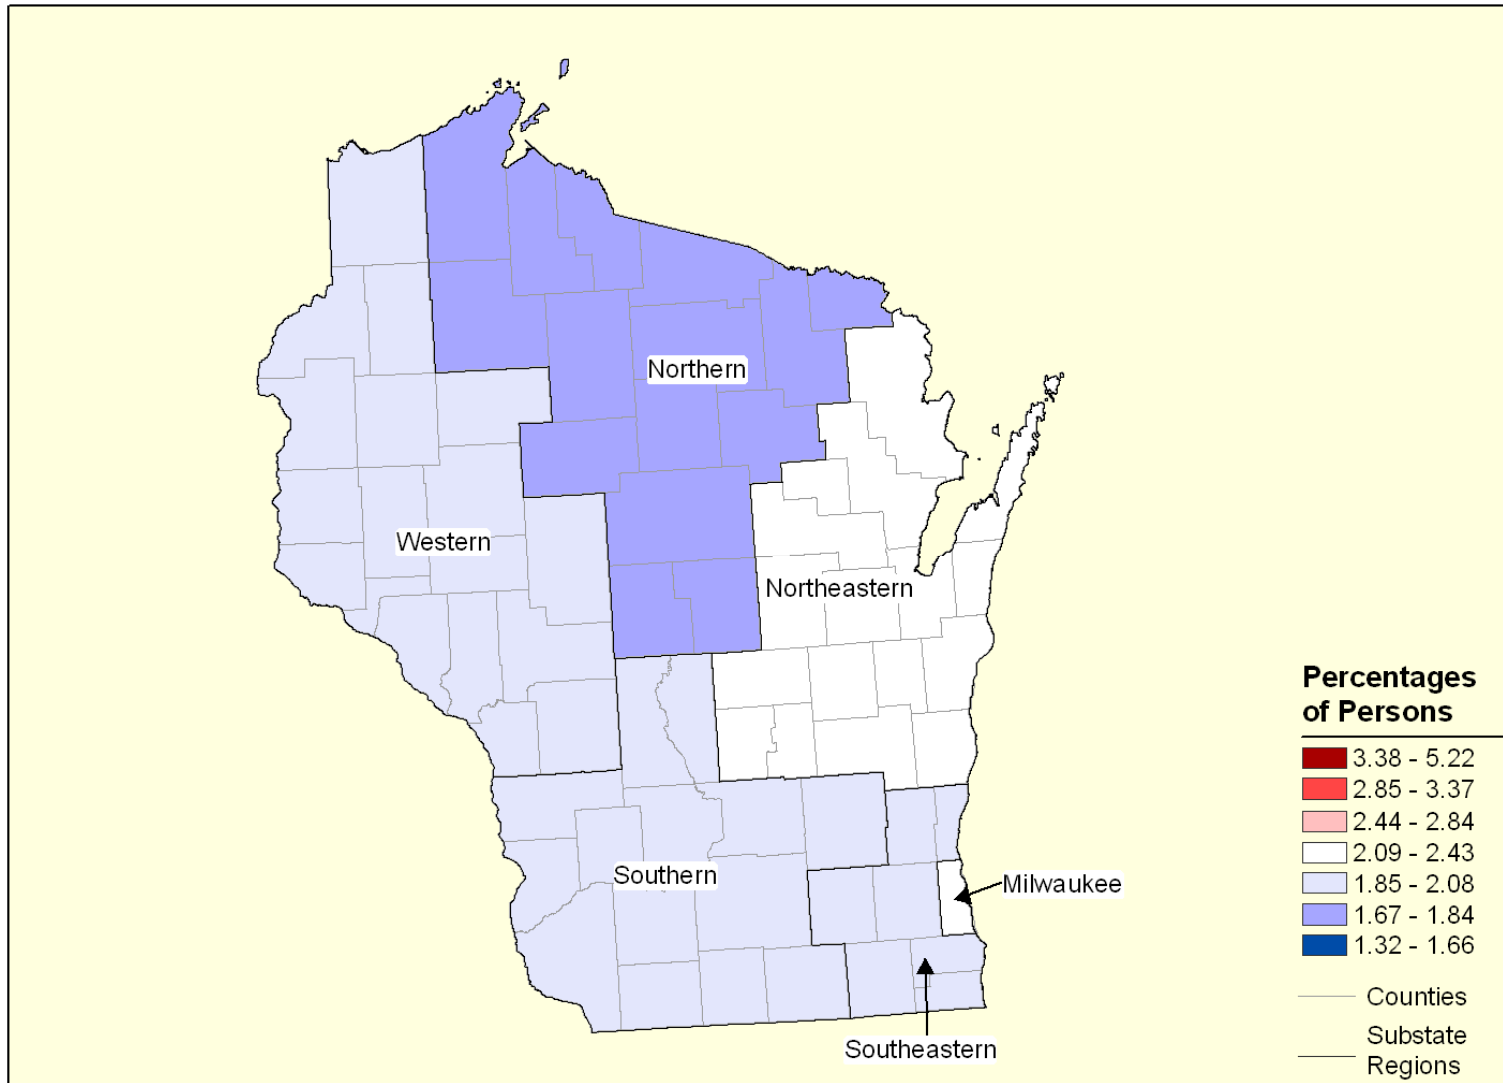 Northern
Western
Northeastern
Southern
Milwaukee
Southeastern
Percentages
of Persons
3.38 - 5.22
2.85 - 3.37
2.44 - 2.84
2.09 - 2.43
1.85 - 2.08
1.67 - 1.84
1.32 - 1.66
Counties
Substate
Regions